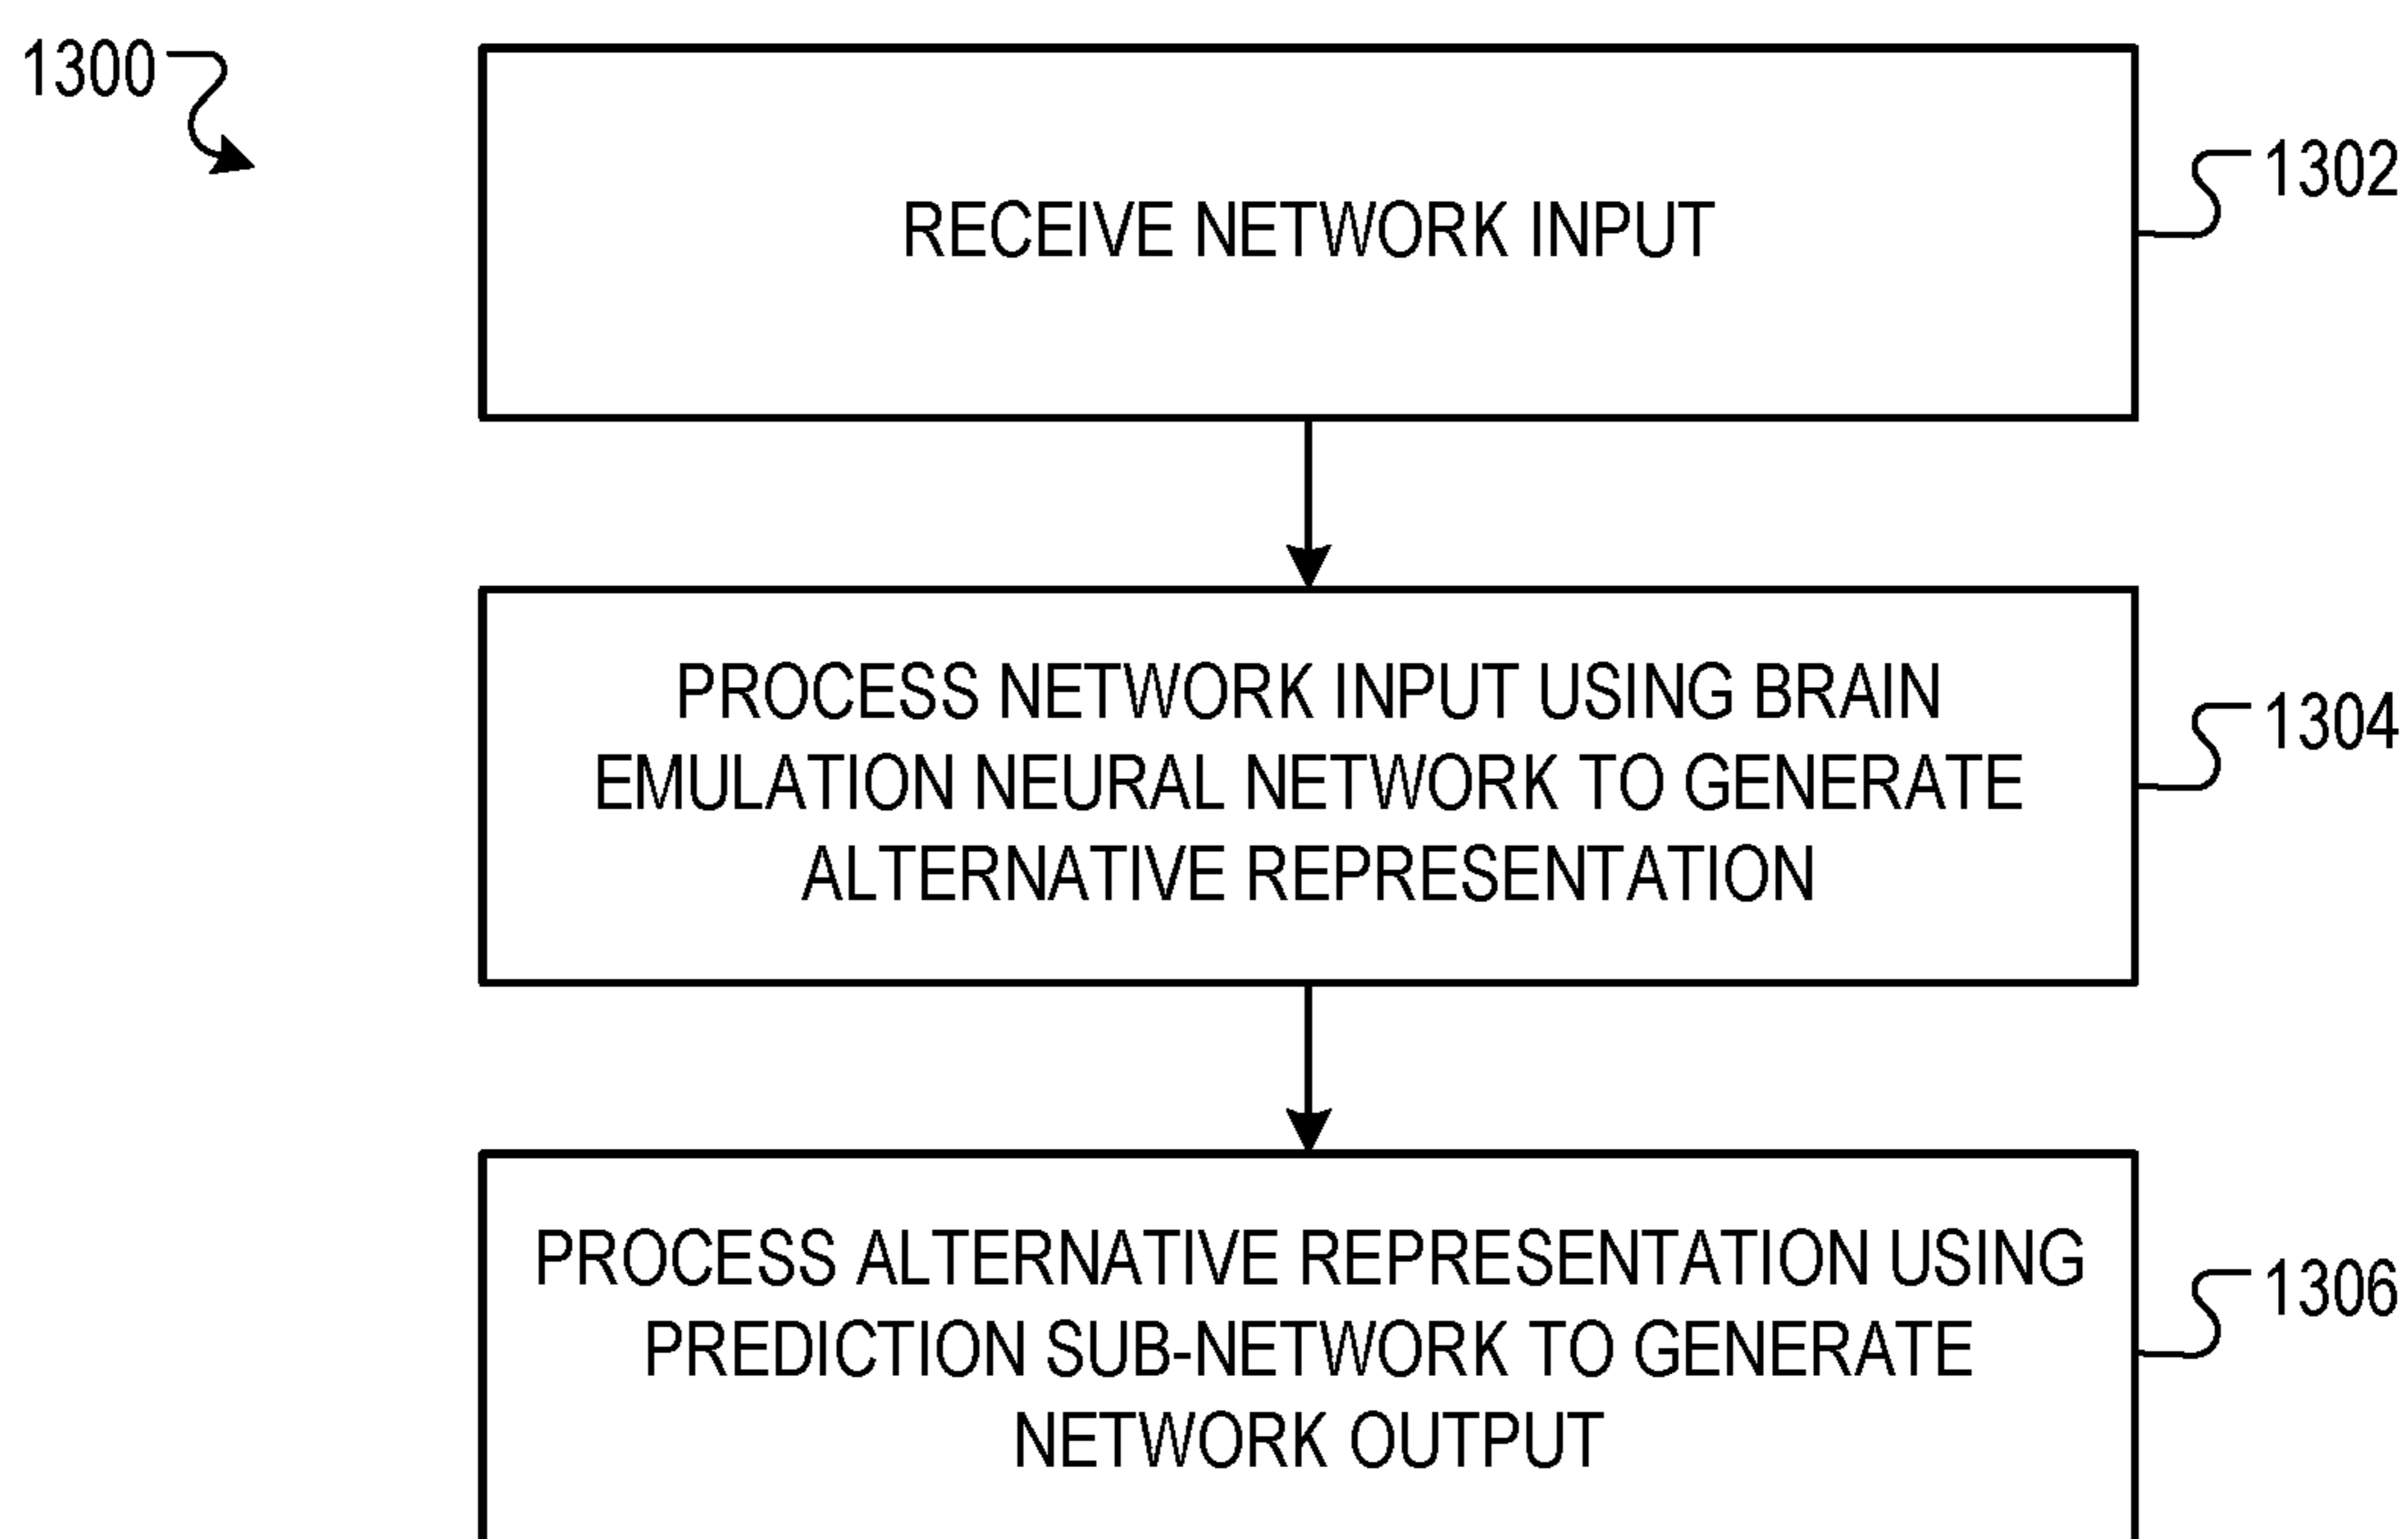 1300
RECEIVE NETWORK INPUT
1302
PROCESS NETWORK INPUT USING BRAIN
EMULATION NEURAL NETWORK TO GENERATE
ALTERNATIVE REPRESENTATION
1304
PROCESS ALTERNATIVE REPRESENTATION USING
PREDICTION SUB-NETWORK TO GENERATE
NETWORK OUTPUT
1306